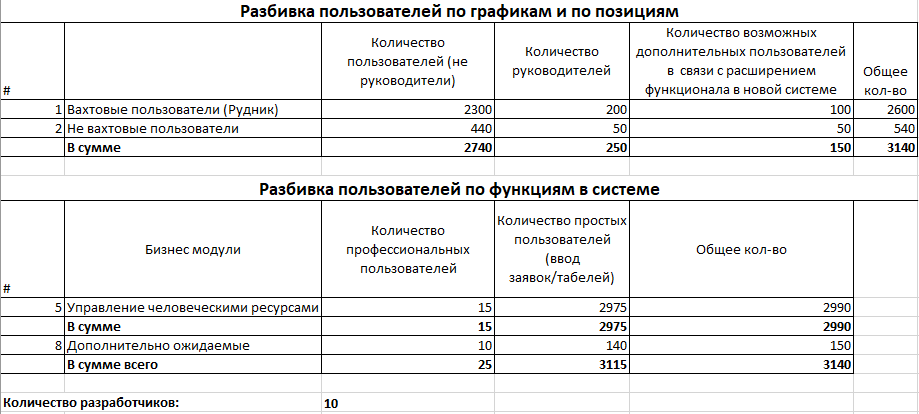 Разбивка пользователей по графикам и по позициям
# Количество пользователей (не руководители) Количество руководителей Количество возможных дополнительных пользователей в связи с расширением функционала в новой системе Общее кол-во
1 Вахтовые пользователи (Рудник) 2300 200 100 2600
2 Не вахтовые пользователи 440 50 50 540
В сумме 2740 250 150 3140
Разбивка пользователей по функциям в системе
# Бизнес модули Количество профессиональных пользователей Количество простых пользователей (ввод заявок/табелей) Общее кол-во
5 Управление человеческими ресурсами 15 2975 2990
В сумме 15 2975 2990
8 Дополнительно ожидаемые 10 140 150
В сумме всего 25 3115 3140
Количество разработчиков: 10